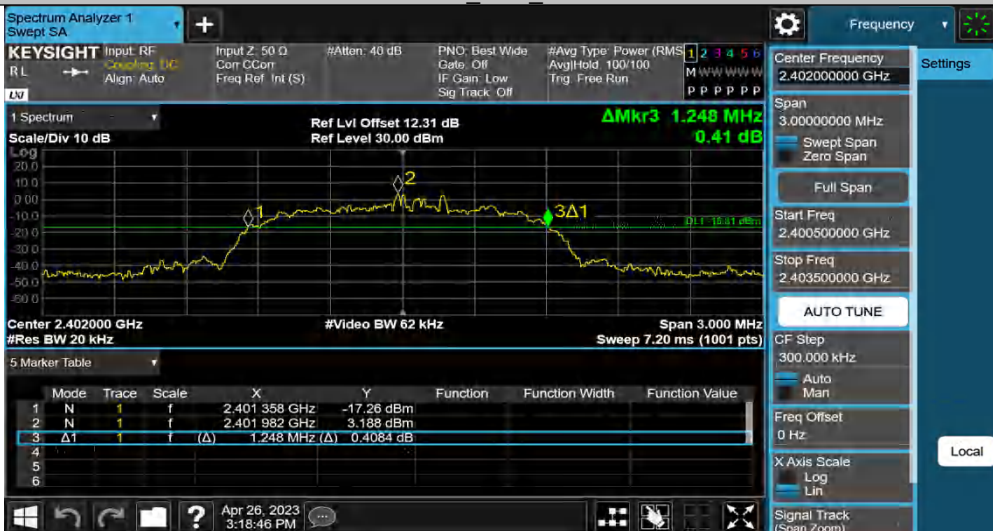 Spectrum Analyzer 1
Swept SA
+
Frequency
KEYSIGHT
RL
LXI
Input: RF
Coupling: DC
Align: Auto
Input Z: 50 Ω
Corr CCorr
Freq Ref: Int (S)
#Atten: 40 dB
PNO: Best Wide
Gate: Off
IF Gain: Low
Sig Track: Off
#Avg Type: Power (RMS
Avg|Hold: 100/100
Trig: Free Run
1 2 3 4 5 6
M W W W W W
P P P P P P
1 Spectrum
Scale/Div 10 dB
Ref Lvl Offset 12.31 dB
Ref Level 30.00 dBm
ΔMkr3 1.248 MHz
0.41 dB
Log
20.0
10.0
0.00
-10.0
-20.0
-30.0
-40.0
-50.0
-60.0
1
2
3Δ1
Center 2.402000 GHz
#Res BW 20 kHz
#Video BW 62 kHz
Span 3.000 MHz
Sweep 7.20 ms (1001 pts)
5 Marker Table
Mode Trace Scale X Y Function Function Width Function Value
1 N 1 f 2.401 358 GHz -17.26 dBm
2 N 1 f 2.401 982 GHz 3.188 dBm
3 Δ1 1 f (Δ) 1.248 MHz (Δ) 0.4084 dB
4
5
6
Apr 26, 2023
3:18:46 PM
Center Frequency
2.402000000 GHz
Span
3.00000000 MHz
Swept Span
Zero Span
Full Span
Start Freq
2.400500000 GHz
Stop Freq
2.403500000 GHz
AUTO TUNE
CF Step
300.000 kHz
Auto
Man
Freq Offset
0 Hz
X Axis Scale
Log
Lin
Signal Track
(Span Zoom)
Settings
Local